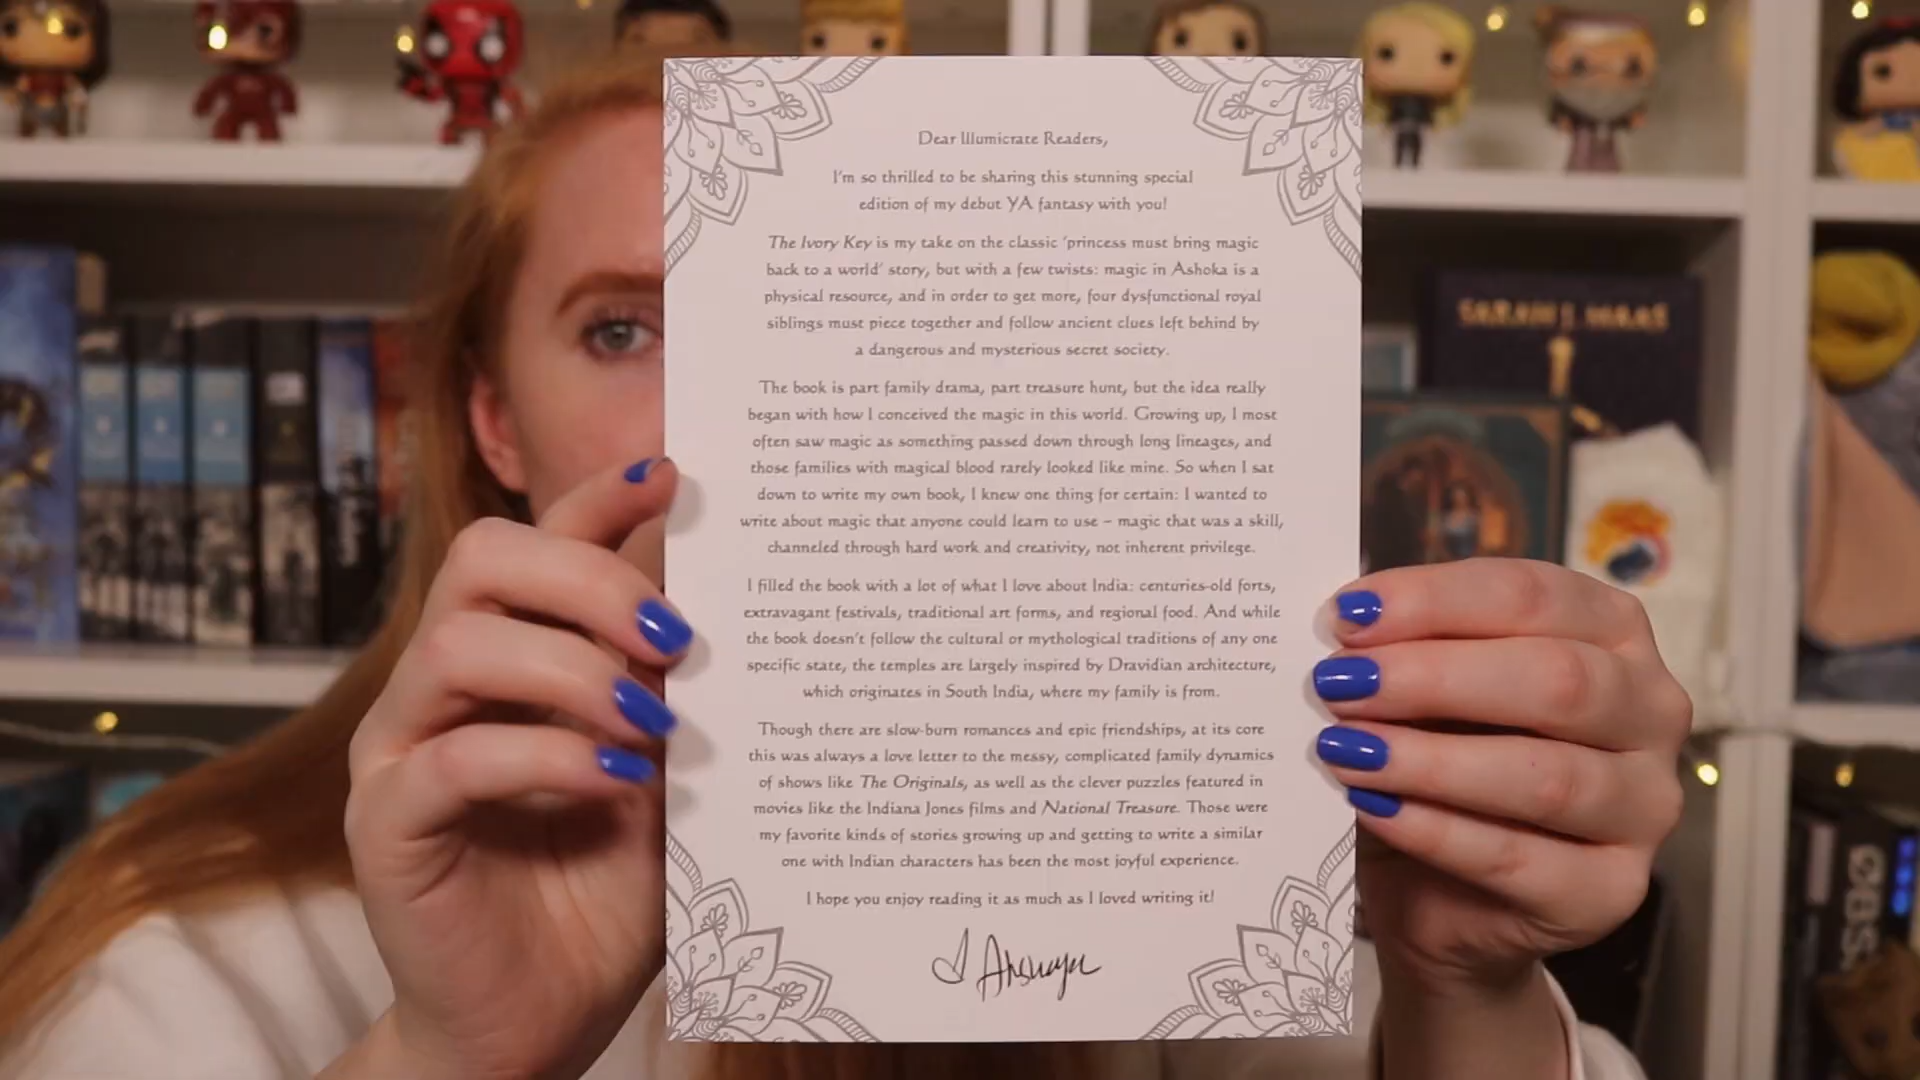 Dear Illumicrate Readers,
I'm so thrilled to be sharing this stunning special
edition of my debut YA fantasy with you!
The Ivory Key is my take on the classic 'princess must bring magic
back to a world' story, but with a few twists: magic in Ashoka is a
physical resource, and in order to get more, four dysfunctional royal
siblings must piece together and follow ancient clues left behind by
a dangerous and mysterious secret society.
The book is part family drama, part treasure hunt, but the idea really
began with how I conceived the magic in this world. Growing up, I most
often saw magic as something passed down through long lineages, and
those families with magical blood rarely looked like mine. So when I sat
down to write my own book, I knew one thing for certain: I wanted to
write about magic that anyone could learn to use – magic that was a skill,
channeled through hard work and creativity, not inherent privilege.
I filled the book with a lot of what I love about India: centuries-old forts,
extravagant festivals, traditional art forms, and regional food. And while
the book doesn't follow the cultural or mythological traditions of any one
specific state, the temples are largely inspired by Dravidian architecture,
which originates in South India, where my family is from.
Though there are slow-burn romances and epic friendships, at its core
this was always a love letter to the messy, complicated family dynamics
of shows like The Originals, as well as the clever puzzles featured in
movies like the Indiana Jones films and National Treasure. Those were
my favorite kinds of stories growing up and getting to write a similar
one with Indian characters has been the most joyful experience.
I hope you enjoy reading it as much as I loved writing it!
SARAH J. MAAS